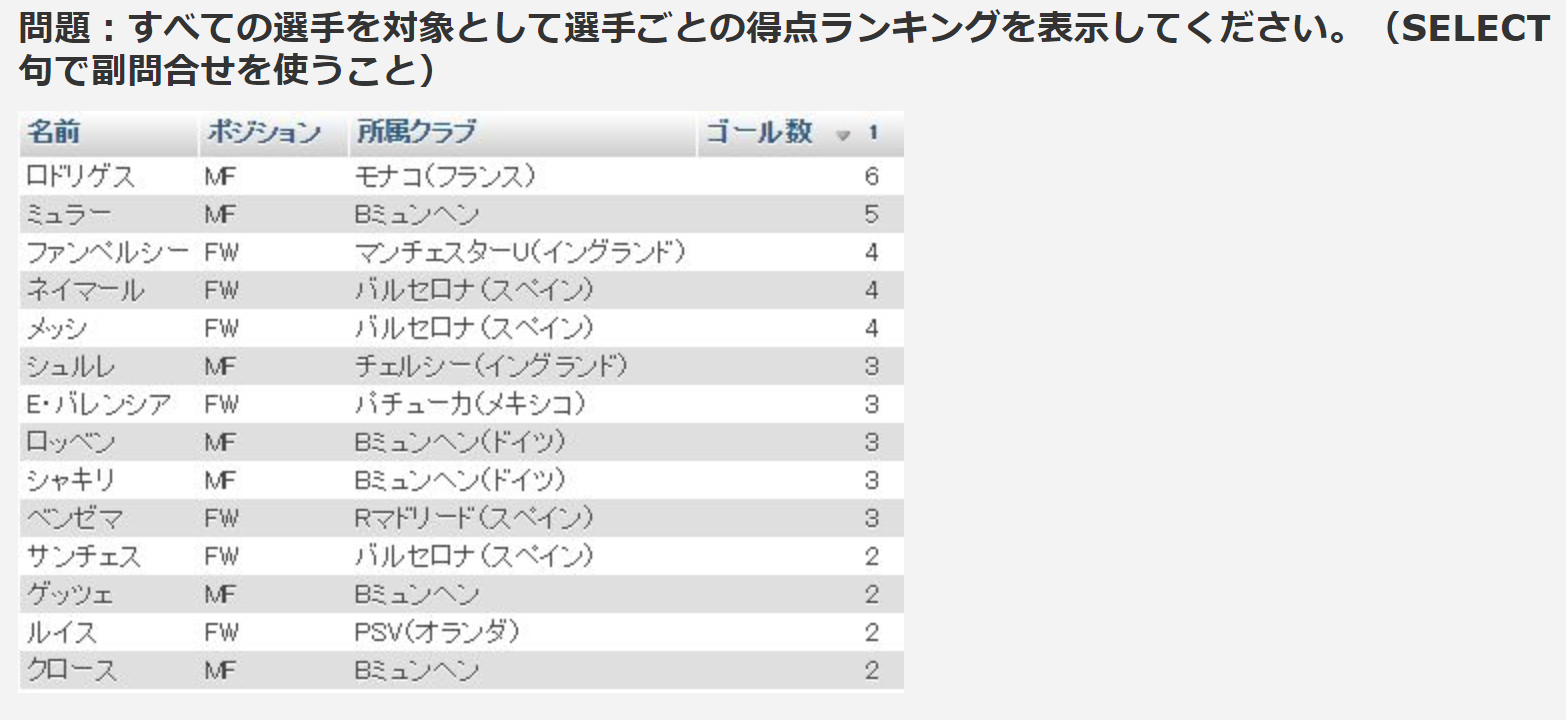 問題：すべての選手を対象として選手ごとの得点ランキングを表示してください。（SELECT
句で副問合せを使うこと）
名前 ポジション 所属クラブ ゴール数 1
ロドリゲス MF モナコ(フランス) 6
ミュラー MF Bミュンヘン 5
ファンペルシー FW マンチェスターU(イングランド) 4
ネイマール FW バルセロナ(スペイン) 4
メッシ FW バルセロナ(スペイン) 4
シュルレ MF チェルシー(イングランド) 3
E・バレンシア FW パチューカ(メキシコ) 3
ロッベン MF Bミュンヘン(ドイツ) 3
シャキリ MF Bミュンヘン(ドイツ) 3
ベンゼマ FW Rマドリード(スペイン) 3
サンチェス FW バルセロナ(スペイン) 2
ゲッツェ MF Bミュンヘン 2
ルイス FW PSV(オランダ) 2
クロース MF Bミュンヘン 2